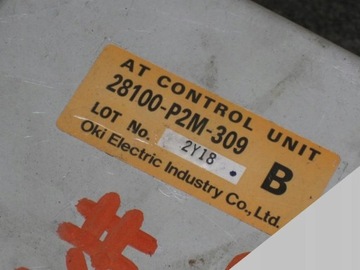 AT CONTROL UNIT
28100-P2M-309
LOT No. 2Y18.
B
Oki Electric Industry Co., Ltd.